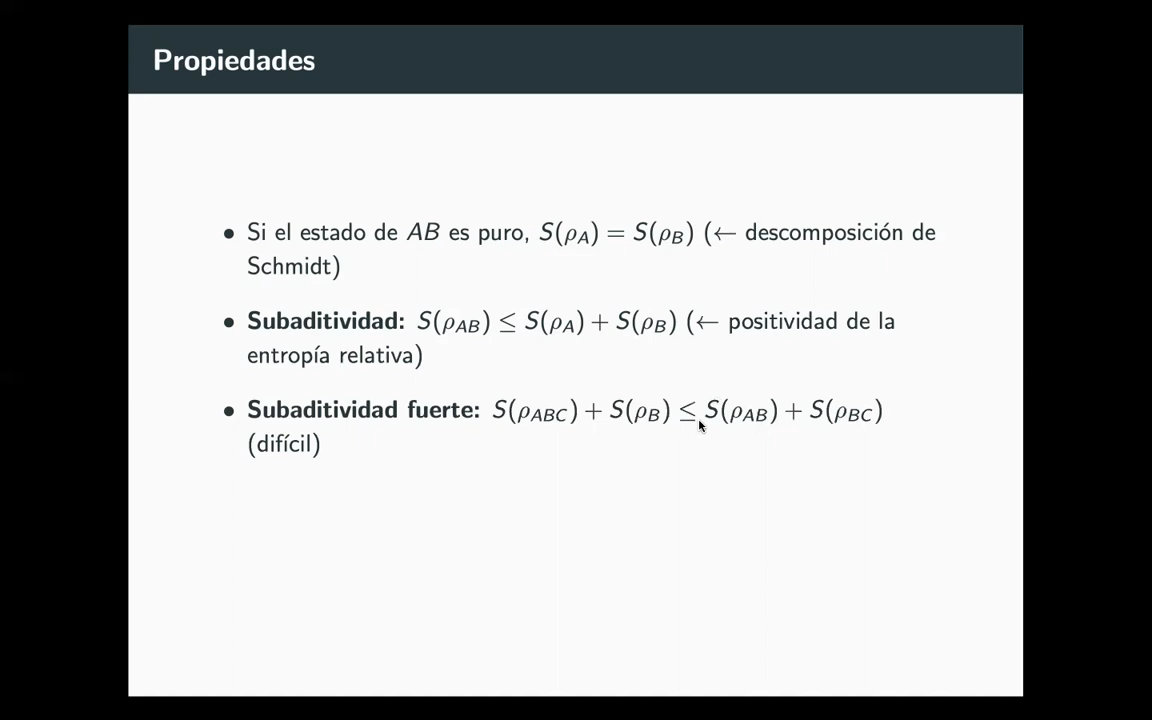 Propiedades
• Si el estado de AB es puro, S(ρ_A) = S(ρ_B) (← descomposición de
Schmidt)
• Subaditividad: S(ρ_AB) ≤ S(ρ_A) + S(ρ_B) (← positividad de la
entropía relativa)
• Subaditividad fuerte: S(ρ_ABC) + S(ρ_B) ≤ S(ρ_AB) + S(ρ_BC)
(difícil)